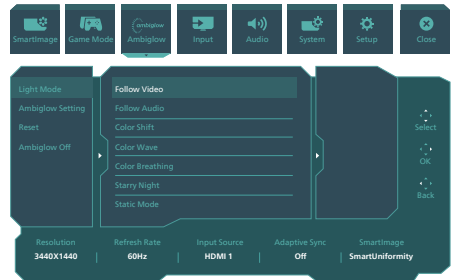 ambiglow
SmartImage
Game Mode
Ambiglow
Input
Audio
System
Setup
Close
Light Mode
Ambiglow Setting
Reset
Ambiglow Off
Follow Video
Follow Audio
Color Shift
Color Wave
Color Breathing
Starry Night
Static Mode
Select
OK
Back
Resolution Refresh Rate Input Source Adaptive Sync SmartImage
3440X1440 | 60Hz | HDMI 1 | Off | SmartUniformity